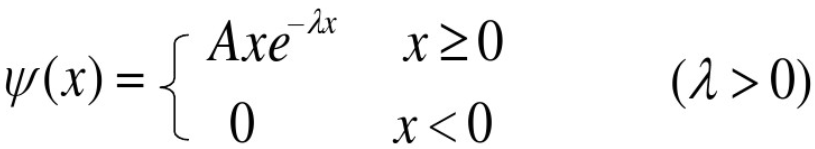 ψ(x) = { Axe^{-λx} x ≥ 0
0 x < 0 (λ > 0)